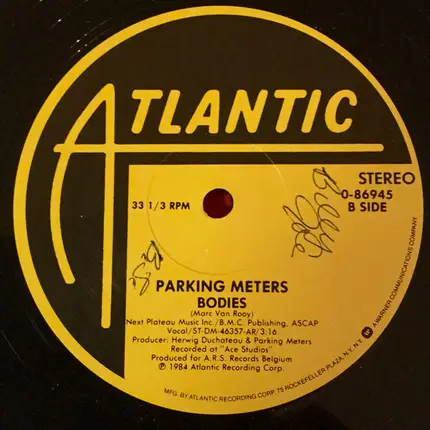 ATLANTIC
STEREO
33 1/3 RPM
0-86945
B SIDE
Billy
Joe
B.J.
PARKING METERS
BODIES
(Marc Van Rooy)
Next Plateau Music Inc./B.M.C. Publishing, ASCAP
Vocal/ST-DM-46357-AR/3:16
Producer: Herwig Duchateau & Parking Meters
Recorded at "Ace Studios"
Produced for A.R.S. Records Belgium
℗ 1984 Atlantic Recording Corp.
MFG. BY ATLANTIC RECORDING CORP. 75 ROCKEFELLER PLAZA, N.Y. N.Y. A WARNER COMMUNICATIONS COMPANY